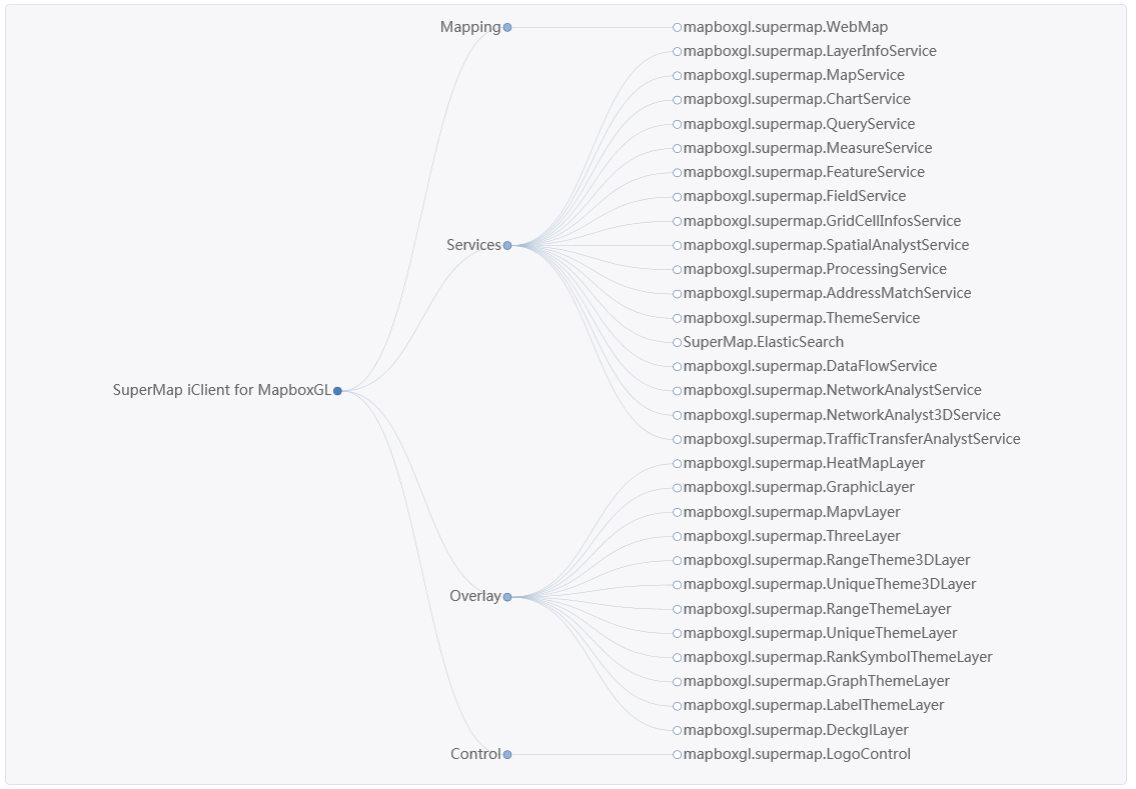 Mapping
mapboxgl.supermap.WebMap
mapboxgl.supermap.LayerInfoService
mapboxgl.supermap.MapService
mapboxgl.supermap.ChartService
mapboxgl.supermap.QueryService
mapboxgl.supermap.MeasureService
mapboxgl.supermap.FeatureService
mapboxgl.supermap.FieldService
mapboxgl.supermap.GridCellInfosService
Services
mapboxgl.supermap.SpatialAnalystService
mapboxgl.supermap.ProcessingService
mapboxgl.supermap.AddressMatchService
mapboxgl.supermap.ThemeService
SuperMap.ElasticSearch
mapboxgl.supermap.DataFlowService
SuperMap iClient for MapboxGL
mapboxgl.supermap.NetworkAnalystService
mapboxgl.supermap.NetworkAnalyst3DService
mapboxgl.supermap.TrafficTransferAnalystService
mapboxgl.supermap.HeatMapLayer
mapboxgl.supermap.GraphicLayer
mapboxgl.supermap.MapvLayer
mapboxgl.supermap.ThreeLayer
mapboxgl.supermap.RangeTheme3DLayer
mapboxgl.supermap.UniqueTheme3DLayer
Overlay
mapboxgl.supermap.RangeThemeLayer
mapboxgl.supermap.UniqueThemeLayer
mapboxgl.supermap.RankSymbolThemeLayer
mapboxgl.supermap.GraphThemeLayer
mapboxgl.supermap.LabelThemeLayer
mapboxgl.supermap.DeckglLayer
Control
mapboxgl.supermap.LogoControl